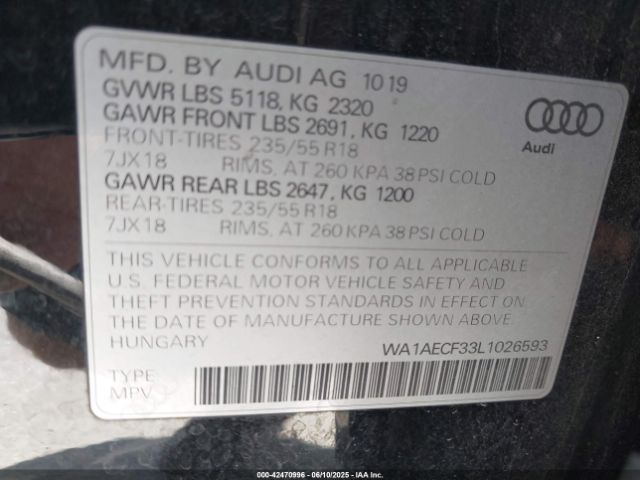 MFD. BY AUDI AG 10 19
GVWR LBS 5118, KG 2320
GAWR FRONT LBS 2691, KG 1220
FRONT-TIRES 235/55 R18
7JX18 RIMS, AT 260 KPA 38 PSI COLD
GAWR REAR LBS 2647, KG 1200
REAR-TIRES 235/55 R18
7JX18 RIMS, AT 260 KPA 38 PSI COLD
Audi
THIS VEHICLE CONFORMS TO ALL APPLICABLE
U.S. FEDERAL MOTOR VEHICLE SAFETY AND
THEFT PREVENTION STANDARDS IN EFFECT ON
THE DATE OF MANUFACTURE SHOWN ABOVE.
HUNGARY WA1AECF33L1026593
TYPE
MPV
000-42470996 - 06/10/2025 - IAA Inc.